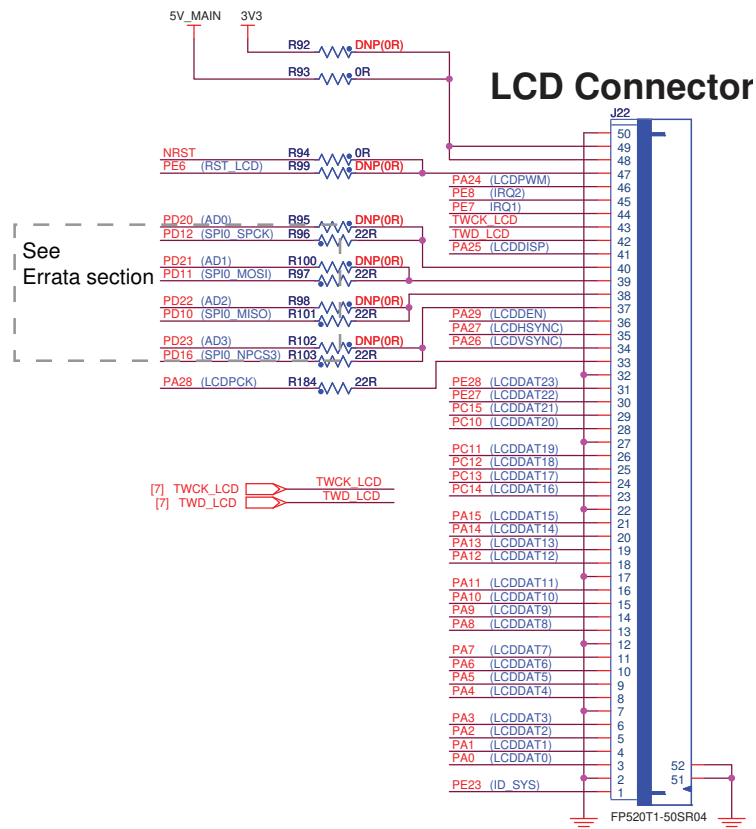 5V_MAIN 3V3
R92 DNP(0R)
R93 0R
LCD Connector
J22
50
49
NRST R94 0R
48
PE6 (RST_LCD) R99 DNP(0R)
47
PA24 (LCDPWM) 46
PE8 (IRQ2) 45
PE7 (IRQ1) 44
TWCK_LCD 43
TWD_LCD 42
PA25 (LCDDISP) 41
PD20 (AD0) R95 DNP(0R)
PD12 (SPI0_SPCK) R96 22R
40
See
Errata section
PD21 (AD1) R100 DNP(0R)
PD11 (SPI0_MOSI) R97 22R
39
PD22 (AD2) R98 DNP(0R)
PD10 (SPI0_MISO) R101 22R
38
PD23 (AD3) R102 DNP(0R)
PD16 (SPI0_NPCS3) R103 22R
37
PA29 (LCDDEN) 36
PA27 (LCDHSYNC) 35
PA26 (LCDVSYNC) 34
PA28 (LCDPCK) R184 22R
33
32
PE28 (LCDDAT23) 31
PE27 (LCDDAT22) 30
PC15 (LCDDAT21) 29
PC10 (LCDDAT20) 28
27
PC11 (LCDDAT19) 26
PC12 (LCDDAT18) 25
PC13 (LCDDAT17) 24
PC14 (LCDDAT16) 23
[7] TWCK_LCD TWCK_LCD
[7] TWD_LCD TWD_LCD
22
PA15 (LCDDAT15) 21
PA14 (LCDDAT14) 20
PA13 (LCDDAT13) 19
PA12 (LCDDAT12) 18
17
PA11 (LCDDAT11) 16
PA10 (LCDDAT10) 15
PA9 (LCDDAT9) 14
PA8 (LCDDAT8) 13
12
PA7 (LCDDAT7) 11
PA6 (LCDDAT6) 10
PA5 (LCDDAT5) 9
PA4 (LCDDAT4) 8
7
PA3 (LCDDAT3) 6
PA2 (LCDDAT2) 5
PA1 (LCDDAT1) 4
PA0 (LCDDAT0) 3 52
2 51
PE23 (ID_SYS) 1
FP520T1-50SR04